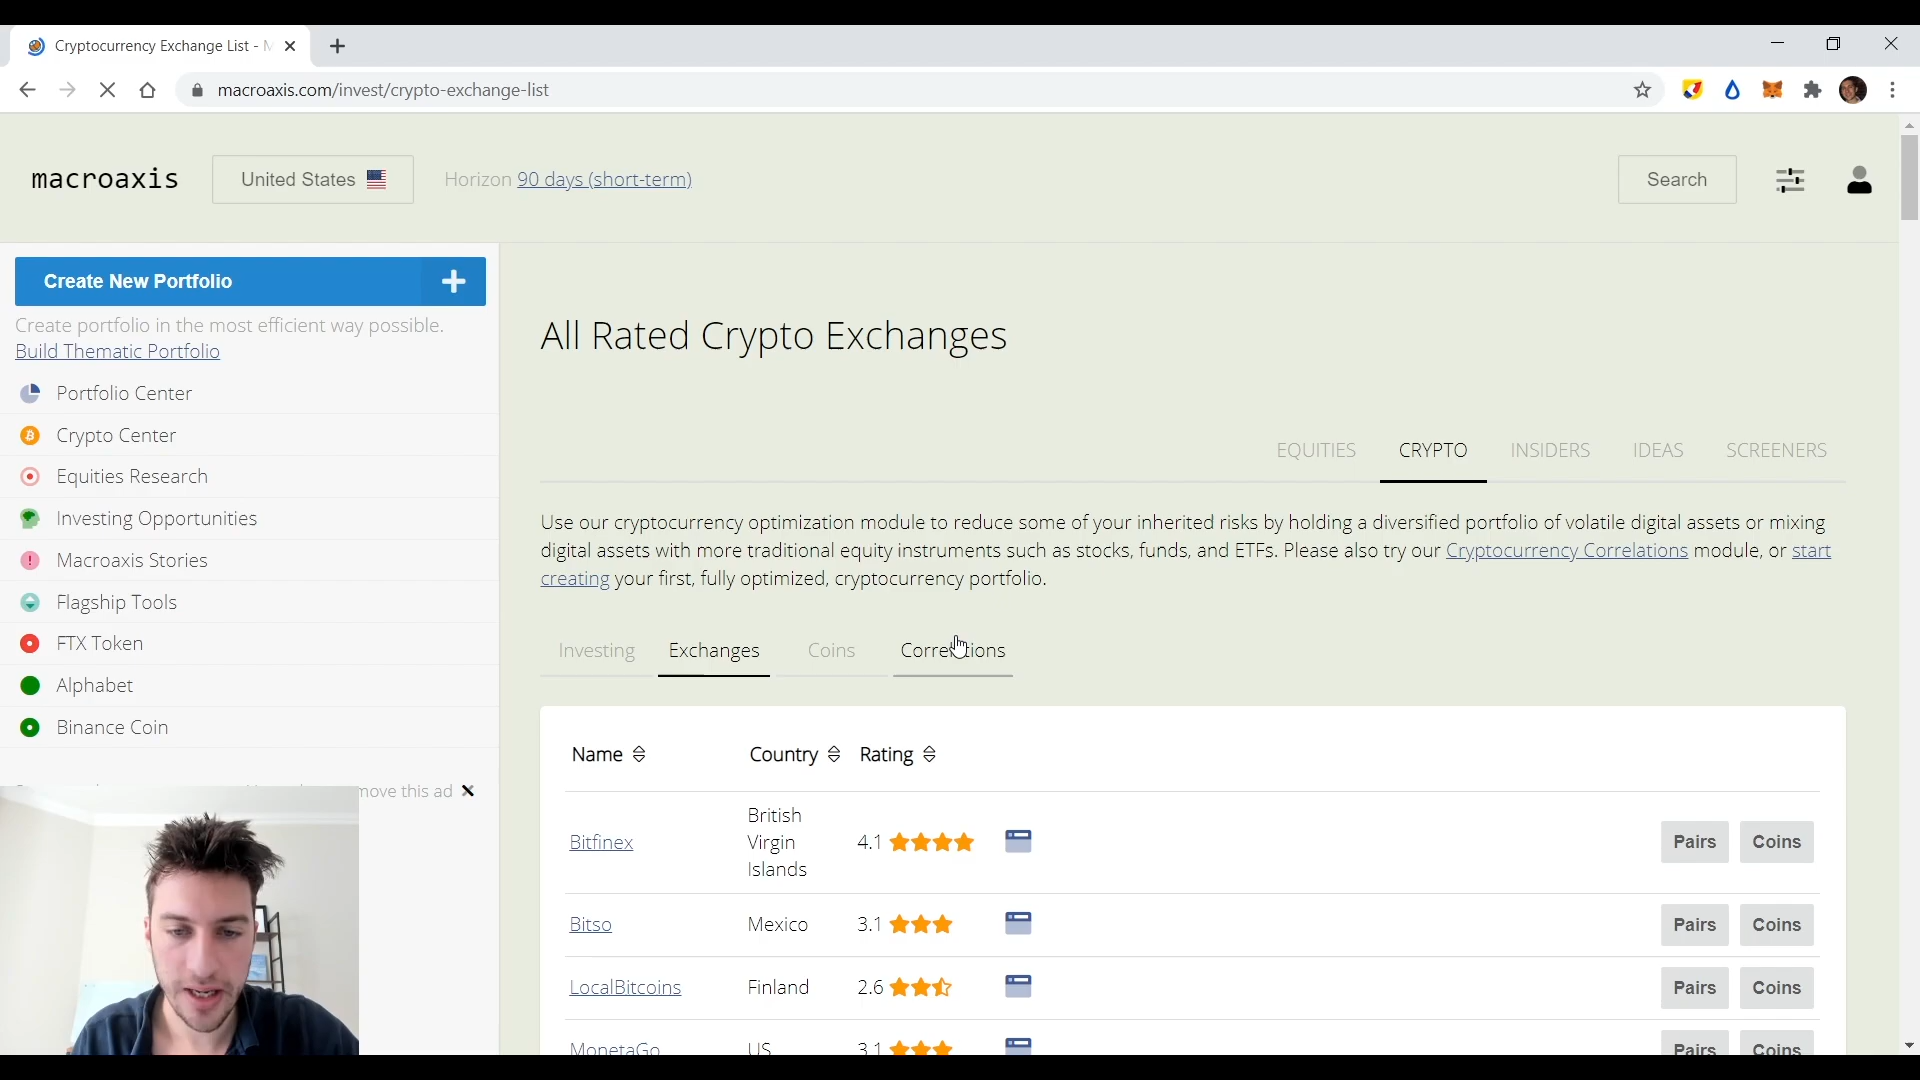 Cryptocurrency Exchange List - M
macroaxis.com/invest/crypto-exchange-list
macroaxis
United States
Horizon 90 days (short-term)
Search
Create New Portfolio
Create portfolio in the most efficient way possible.
Build Thematic Portfolio
Portfolio Center
Crypto Center
Equities Research
Investing Opportunities
Macroaxis Stories
Flagship Tools
FTX Token
Alphabet
Binance Coin
this ad
All Rated Crypto Exchanges
EQUITIES CRYPTO INSIDERS IDEAS SCREENERS
Use our cryptocurrency optimization module to reduce some of your inherited risks by holding a diversified portfolio of volatile digital assets or mixing
digital assets with more traditional equity instruments such as stocks, funds, and ETFs. Please also try our Cryptocurrency Correlations module, or start
creating your first, fully optimized, cryptocurrency portfolio.
Investing Exchanges Coins Correlations
Name Country Rating
Bitfinex British Virgin Islands 4.1 Pairs Coins
Bitso Mexico 3.1 Pairs Coins
LocalBitcoins Finland 2.6 Pairs Coins
MonetaGo US 3.1 Pairs Coins